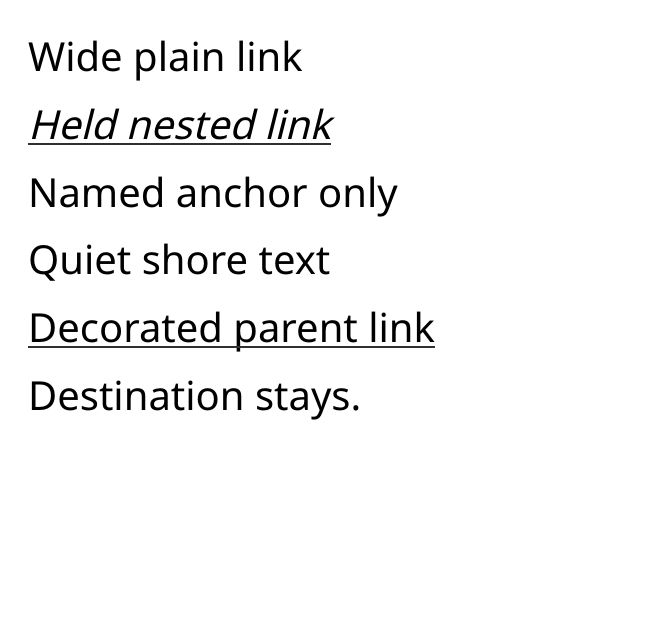 Wide plain link
Held nested link
Named anchor only
Quiet shore text
Decorated parent link
Destination stays.